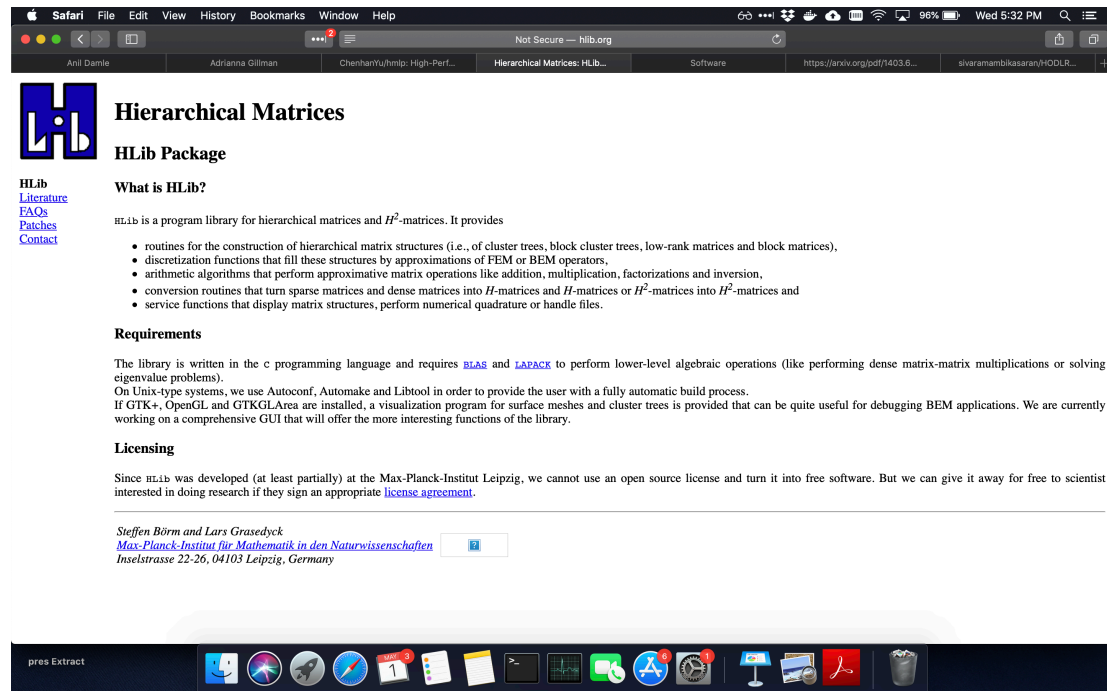 Safari File Edit View History Bookmarks Window Help
96% Wed 5:32 PM
2
Not Secure — hlib.org
Anil Damle
Adrianna Gillman
ChenhanYu/hmlp: High-Perf...
Hierarchical Matrices: HLib...
Software
https://arxiv.org/pdf/1403.6...
sivaramambikasaran/HODLR...
HLib
Hierarchical Matrices
HLib Package
HLib
Literature
FAQs
Patches
Contact
What is HLib?
HLib is a program library for hierarchical matrices and H²-matrices. It provides
• routines for the construction of hierarchical matrix structures (i.e., of cluster trees, block cluster trees, low-rank matrices and block matrices),
• discretization functions that fill these structures by approximations of FEM or BEM operators,
• arithmetic algorithms that perform approximative matrix operations like addition, multiplication, factorizations and inversion,
• conversion routines that turn sparse matrices and dense matrices into H-matrices and H-matrices or H²-matrices into H²-matrices and
• service functions that display matrix structures, perform numerical quadrature or handle files.
Requirements
The library is written in the c programming language and requires BLAS and LAPACK to perform lower-level algebraic operations (like performing dense matrix-matrix multiplications or solving
eigenvalue problems).
On Unix-type systems, we use Autoconf, Automake and Libtool in order to provide the user with a fully automatic build process.
If GTK+, OpenGL and GTKGLArea are installed, a visualization program for surface meshes and cluster trees is provided that can be quite useful for debugging BEM applications. We are currently
working on a comprehensive GUI that will offer the more interesting functions of the library.
Licensing
Since HLib was developed (at least partially) at the Max-Planck-Institut Leipzig, we cannot use an open source license and turn it into free software. But we can give it away for free to scientist
interested in doing research if they sign an appropriate license agreement.
Steffen Börm and Lars Grasedyck
Max-Planck-Institut für Mathematik in den Naturwissenschaften
Inselstrasse 22-26, 04103 Leipzig, Germany
?
pres Extract
MAY
1
3
6
1